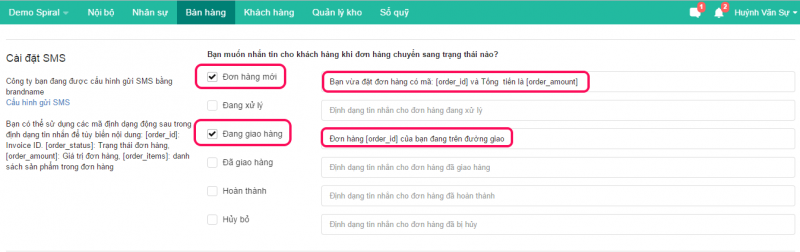 Demo Spiral Nội bộ Nhân sự Bán hàng Khách hàng Quản lý kho Sổ quỹ 1 2 Huỳnh Văn Sự
Cài đặt SMS
Công ty bạn đang được cấu hình gửi SMS bằng
brandname
Cấu hình gửi SMS
Bạn có thể sử dụng các mã định dạng động sau trong
định dạng tin nhắn để tùy biến nội dung: [order_id]:
Invoice ID. [order_status]: Trạng thái đơn hàng,
[order_amount]: Giá trị đơn hàng, [order_items]: danh
sách sản phẩm trong đơn hàng
Bạn muốn nhắn tin cho khách hàng khi đơn hàng chuyển sang trạng thái nào?
Đơn hàng mới
Bạn vừa đặt đơn hàng có mã: [order_id] và Tổng tiền là [order_amount]
Đang xử lý
Định dạng tin nhắn cho đơn hàng đang xử lý
Đang giao hàng
Đơn hàng [order_id] của bạn đang trên đường giao
Đã giao hàng
Định dạng tin nhắn cho đơn hàng đã giao hàng
Hoàn thành
Định dạng tin nhắn cho đơn hàng đã hoàn thành
Hủy bỏ
Định dạng tin nhắn cho đơn hàng đã bị hủy